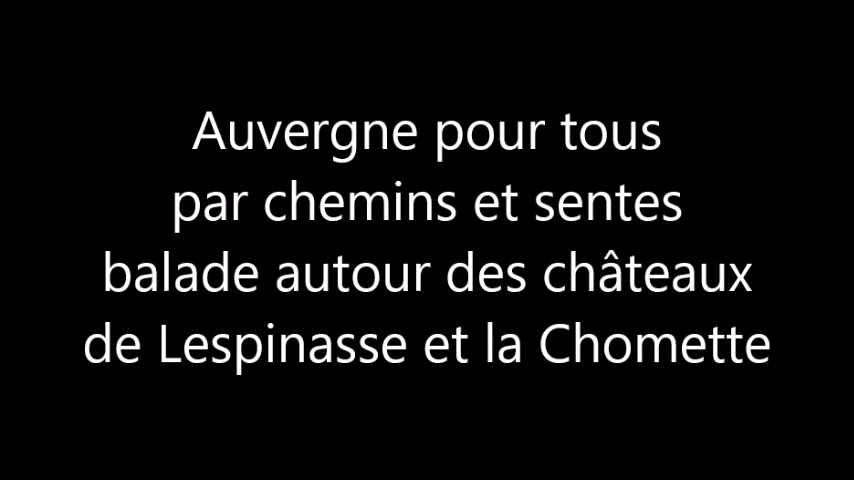 Auvergne pour tous
par chemins et sentes
balade autour des châteaux
de Lespinasse et la Chomette